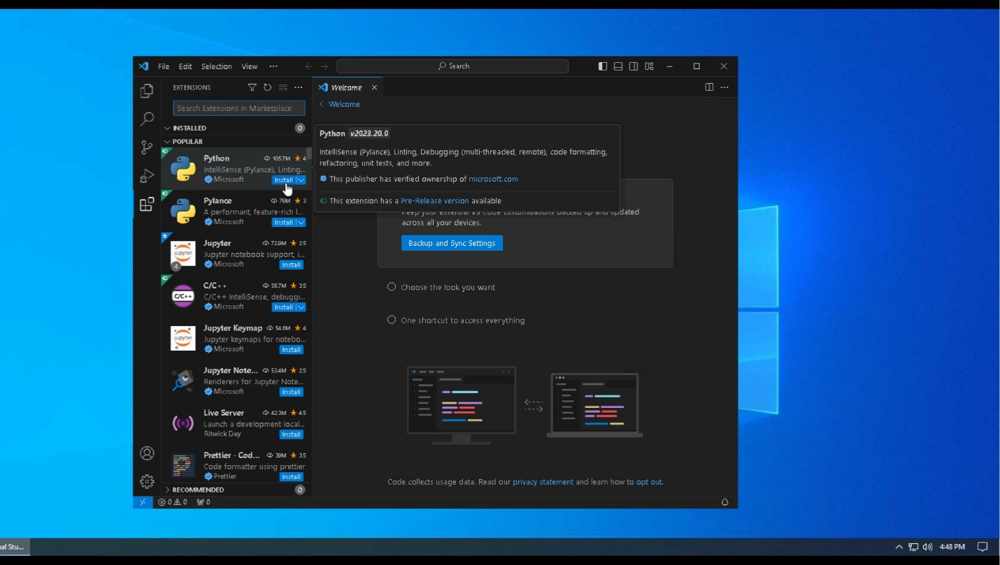 File Edit Selection View ··· Search
EXTENSIONS
Welcome
Search Extensions in Marketplace
Welcome
INSTALLED 0
POPULAR
Python 105.7M 4
IntelliSense (Pylance), Linting...
Microsoft Install
Python v2023.20.0
IntelliSense (Pylance), Linting, Debugging (multi-threaded, remote), code formatting,
refactoring, unit tests, and more.
This publisher has verified ownership of microsoft.com
This extension has a Pre-Release version available
Pylance 78M 3
A performant, feature-rich l...
Microsoft Install
Jupyter 72.9M 2.5
Jupyter notebook support, i...
Microsoft Install
4
jupyter
C/C++ 56.7M 3.5
C/C++ IntelliSense, debuggi...
Microsoft Install
C/C++
Jupyter Keymap 54.6M 4
Jupyter keymaps for notebo...
Microsoft Install
jupyter
Jupyter Note... 53.4M 2.5
Renderers for Jupyter Note...
Microsoft Install
Live Server 42.3M 4.5
Launch a development local...
Ritwick Dey Install
Prettier - Cod... 39M 3.5
Code formatter using prettier
Prettier Install
RECOMMENDED 0
Keep your essential VS Code customizations backed up and updated
across all your devices.
Backup and Sync Settings
Choose the look you want
One shortcut to access everything
Code collects usage data. Read our privacy statement and learn how to opt out.
0 0 0
al Stu...
4:48 PM